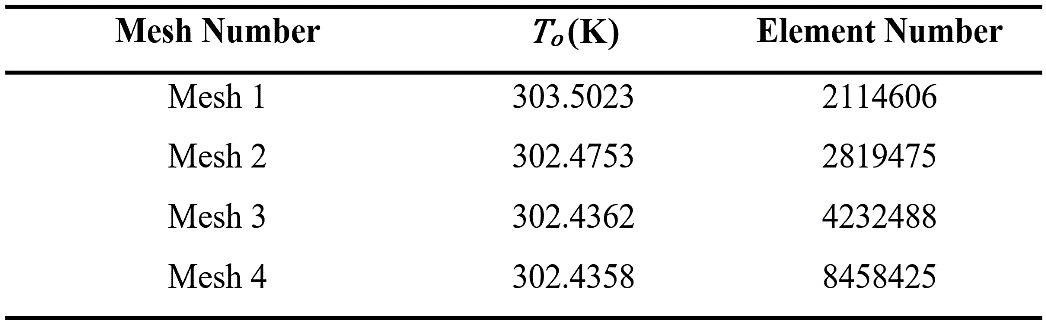 Mesh Number To(K) Element Number
Mesh 1 303.5023 2114606
Mesh 2 302.4753 2819475
Mesh 3 302.4362 4232488
Mesh 4 302.4358 8458425